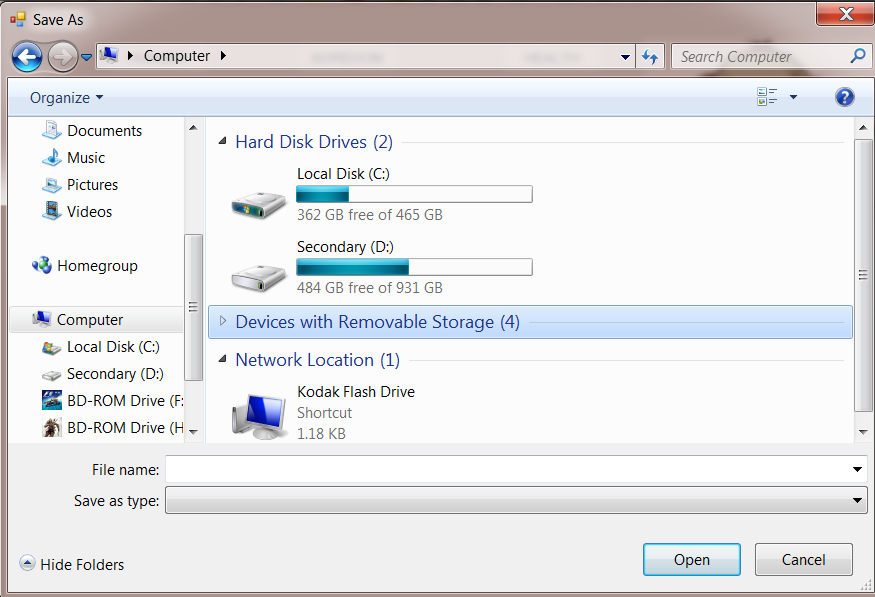 Save As
Computer
Search Computer
Organize
Documents
Music
Pictures
Videos
Homegroup
Computer
Local Disk (C:)
Secondary (D:)
BD-ROM Drive (F:
BD-ROM Drive (H
Hard Disk Drives (2)
Local Disk (C:)
362 GB free of 465 GB
Secondary (D:)
484 GB free of 931 GB
Devices with Removable Storage (4)
Network Location (1)
Kodak Flash Drive
Shortcut
1.18 KB
File name:
Save as type:
Hide Folders
Open
Cancel